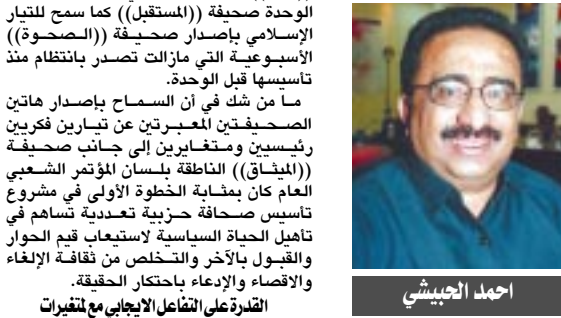 الوحدة صحيفة ((المستقبل)) كما سمح للتيار
الإسلامي بإصدار صحيفة ((الصحوة))
الأسبوعية التي مازالت تصدر بانتظام منذ
تأسيسها قبل الوحدة.
ما من شك في أن السماح بإصدار هاتين
الصحيفتين المعبرتين عن تيارين فكريين
رئيسيين ومتغايرين إلى جانب صحيفة
((الميثاق)) الناطقة بلسان المؤتمر الشعبي
العام كان بمثابة الخطوة الأولى في مشروع
تأسيس صحافة حزبية تعددية تساهم في
تأهيل الحياة السياسية لاستيعاب قيم الحوار
والقبول بالآخر والتخلص من ثقافة الإلغاء
والاقصاء والإدعاء باحتكار الحقيقة.
القدرة على التفاعل الايجابي مع لمتغيرات
احمد الحبيشي